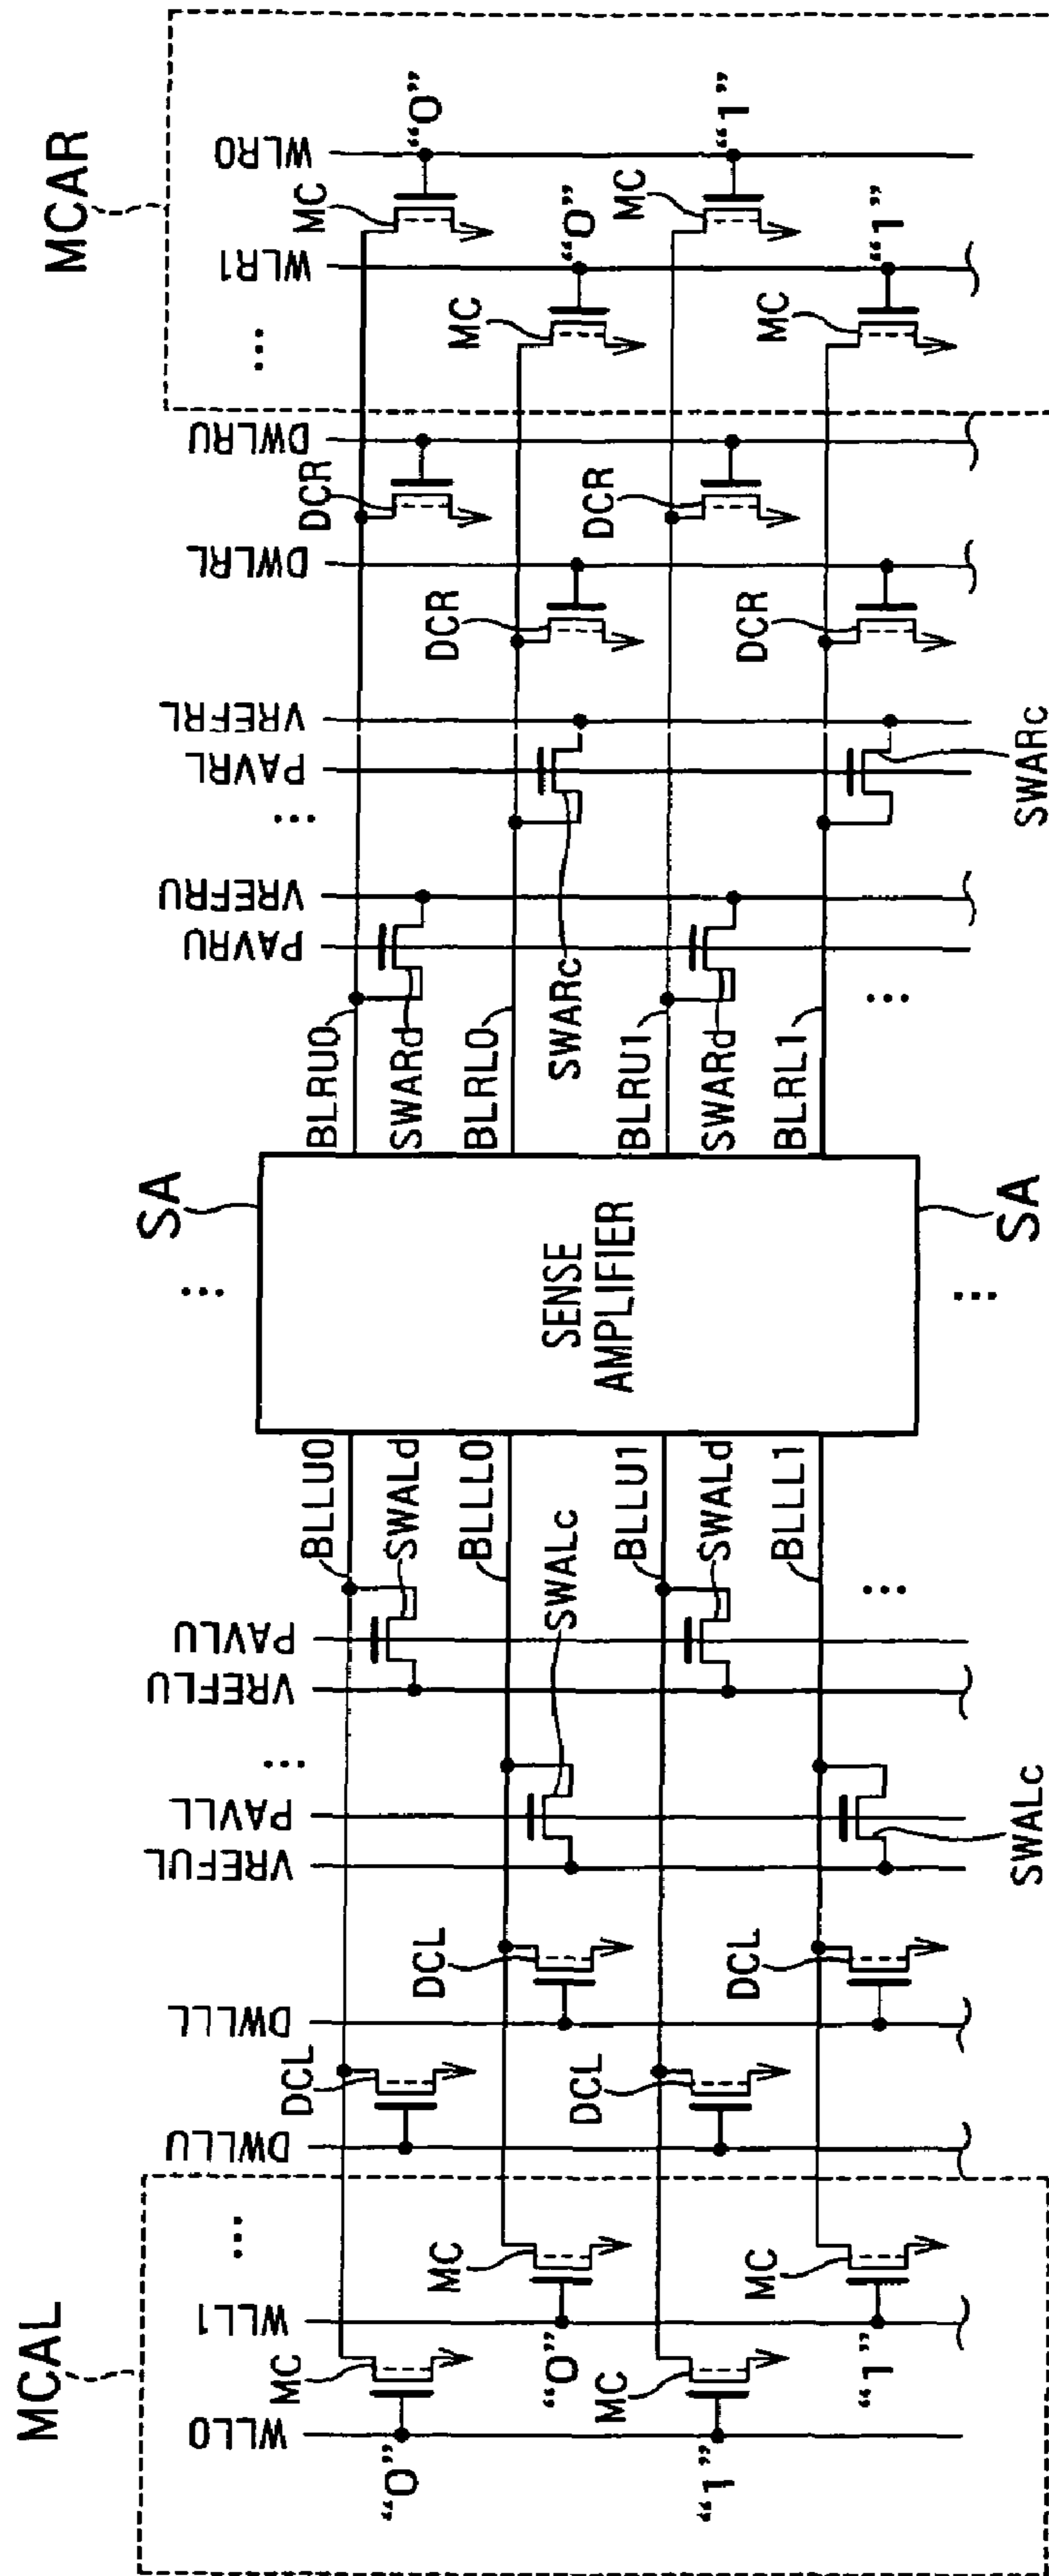 MCAL
SA
MCAR
WLL0
WLL1
...
DWLLU
DWLLL
VREFUL
PAVLL
...
VREFLU
PAVLU
...
PAVRU
VREFRU
...
PAVRL
VREFRL
DWLRL
DWLRU
...
WLR1
WLR0
MC
DCL
BLLU0
BLRU0
DCR
MC
“0”
SWALd
SWARd
“0”
MC
DCL
BLLL0
BLRL0
DCR
MC
“0”
SWALc
SENSE
AMPLIFIER
SWARc
“0”
MC
DCL
BLLU1
BLRU1
DCR
MC
“1”
SWALd
SWARd
“1”
MC
DCL
BLLL1
BLRL1
DCR
MC
“1”
...
...
...
“1”
SWALc
SA
SWARc